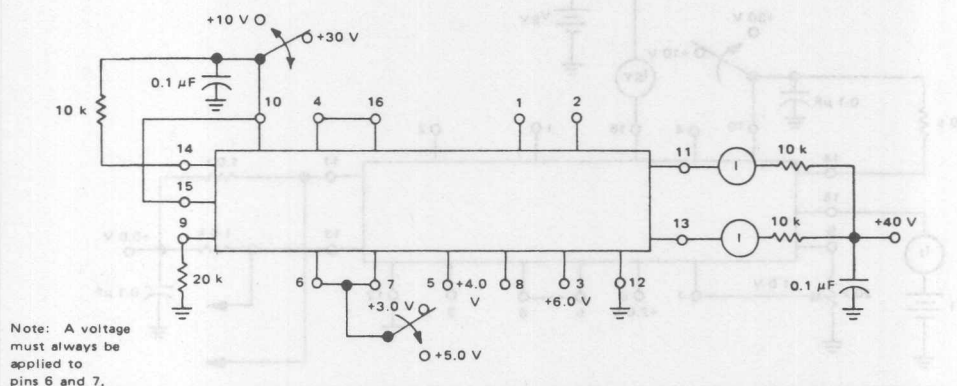 +10 V
+30 V
0.1 µF
10 k
10
4
16
1
2
14
15
9
11
10 k
13
10 k
+40 V
20 k
6
7
5
+4.0
V
8
3
+6.0 V
12
0.1 µF
+3.0 V
+5.0 V
I
I
Note: A voltage
must always be
applied to
pins 6 and 7.